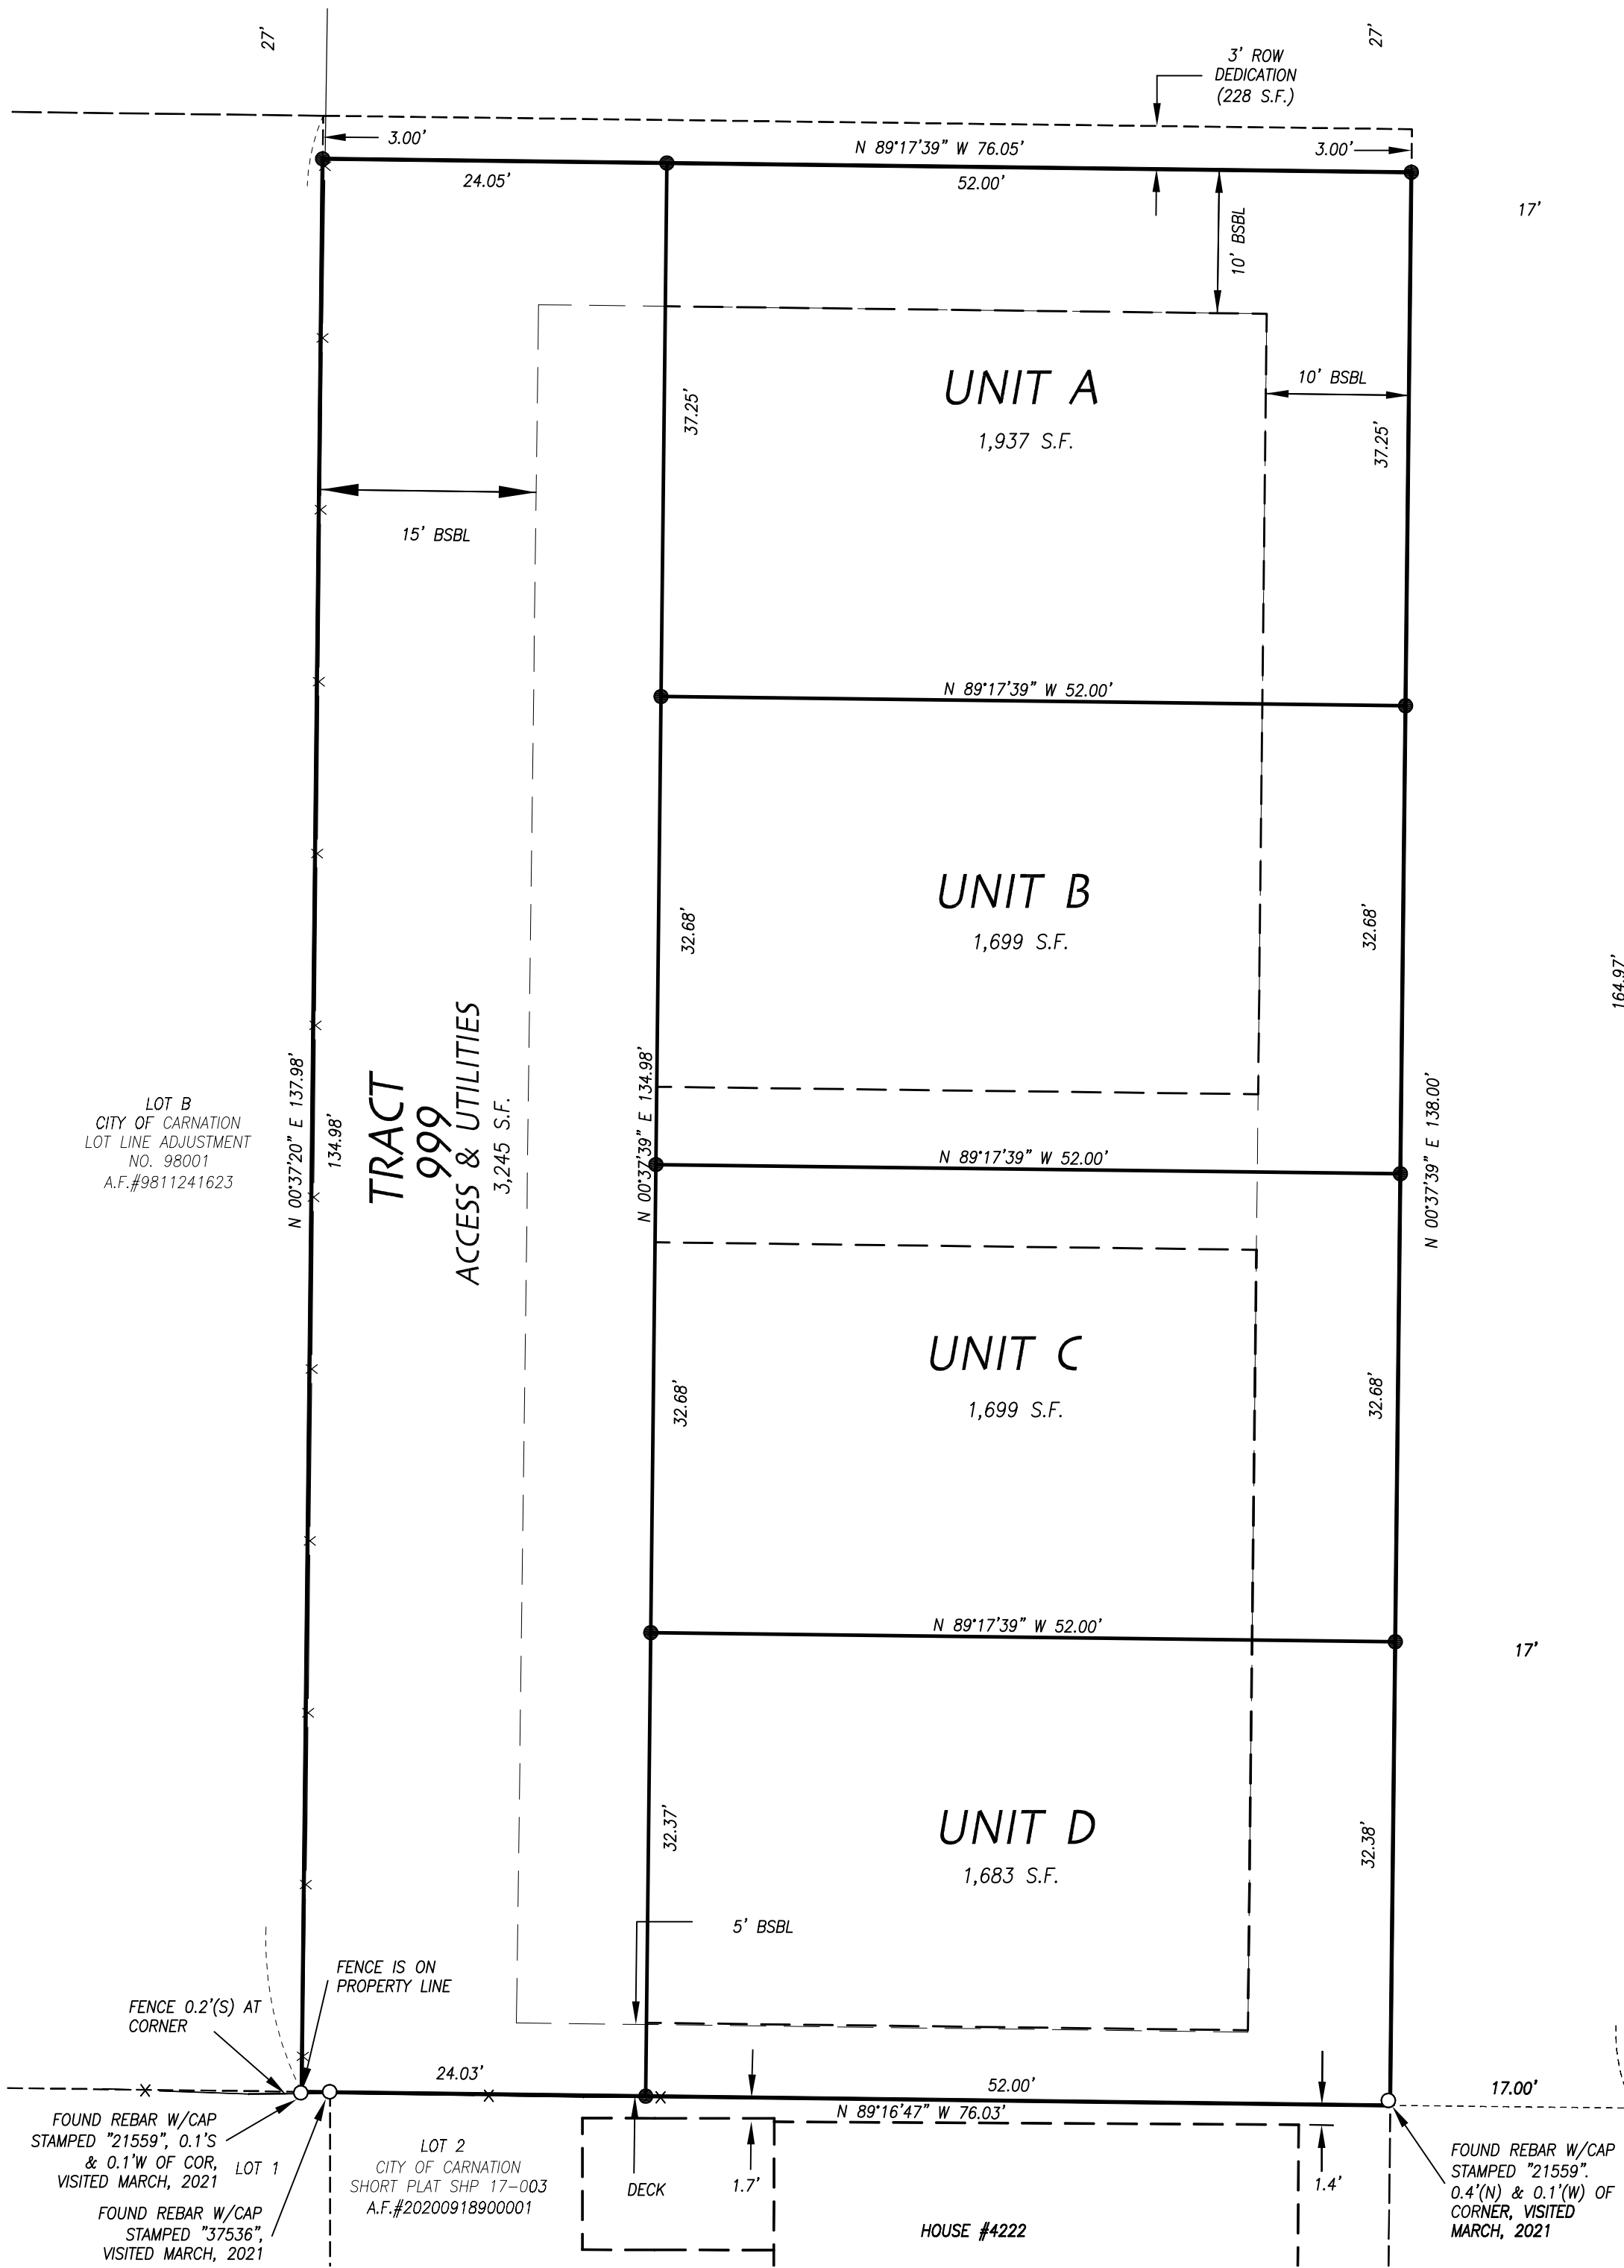 27'
27'
3' ROW
DEDICATION
(228 S.F.)
3.00'
N 89°17'39" W 76.05'
3.00'
24.05'
52.00'
17'
10' BSBL
UNIT A
1,937 S.F.
10' BSBL
37.25'
37.25'
15' BSBL
N 89°17'39" W 52.00'
UNIT B
1,699 S.F.
32.68'
32.68'
164.97'
LOT B
CITY OF CARNATION
LOT LINE ADJUSTMENT
NO. 98001
A.F.#9811241623
N 00°37'20" E 137.98'
134.98'
TRACT
999
ACCESS & UTILITIES
3,245 S.F.
N 00°37'39" E 134.98'
N 89°17'39" W 52.00'
N 00°37'39" E 138.00'
UNIT C
1,699 S.F.
32.68'
32.68'
N 89°17'39" W 52.00'
17'
UNIT D
1,683 S.F.
32.37'
32.38'
5' BSBL
FENCE IS ON
PROPERTY LINE
FENCE 0.2'(S) AT
CORNER
24.03'
52.00'
17.00'
N 89°16'47" W 76.03'
FOUND REBAR W/CAP
STAMPED "21559", 0.1'S
& 0.1'W OF COR,
VISITED MARCH, 2021
LOT 1
FOUND REBAR W/CAP
STAMPED "37536",
VISITED MARCH, 2021
LOT 2
CITY OF CARNATION
SHORT PLAT SHP 17-003
A.F.#20200918900001
DECK
1.7'
HOUSE #4222
1.4'
FOUND REBAR W/CAP
STAMPED "21559".
0.4'(N) & 0.1'(W) OF
CORNER, VISITED
MARCH, 2021